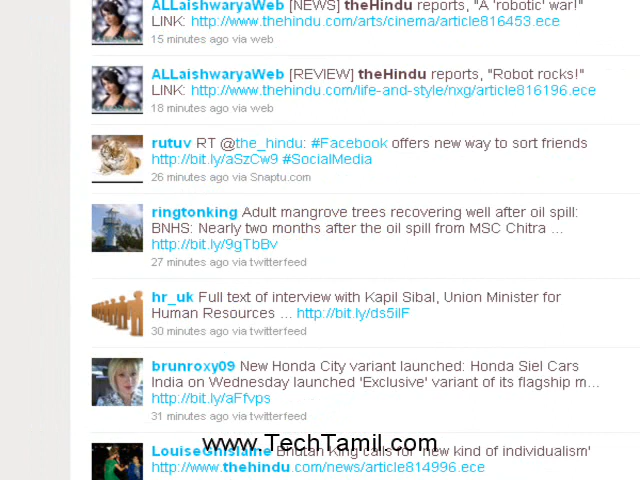 ALLaishwaryaWeb [NEWS] theHindu reports, "A 'robotic' war!"
LINK: http://www.thehindu.com/arts/cinema/article816453.ece
15 minutes ago via web
ALLaishwaryaWeb [REVIEW] theHindu reports, "Robot rocks!"
LINK: http://www.thehindu.com/life-and-style/nxg/article816196.ece
18 minutes ago via web
rutuv RT @the_hindu: #Facebook offers new way to sort friends
http://bit.ly/aSzCw9 #SocialMedia
26 minutes ago via Snaptu.com
ringtonking Adult mangrove trees recovering well after oil spill:
BNHS: Nearly two months after the oil spill from MSC Chitra ...
http://bit.ly/9gTbBv
27 minutes ago via twitterfeed
hr_uk Full text of interview with Kapil Sibal, Union Minister for
Human Resources ... http://bit.ly/ds5ilF
30 minutes ago via twitterfeed
brunroxy09 New Honda City variant launched: Honda Siel Cars
India on Wednesday launched 'Exclusive' variant of its flagship m...
http://bit.ly/aFfvps
31 minutes ago via twitterfeed
www.TechTamil.com
LouiseGhislaine Bhutan King calls for 'new kind of individualism'
http://www.thehindu.com/news/article814996.ece